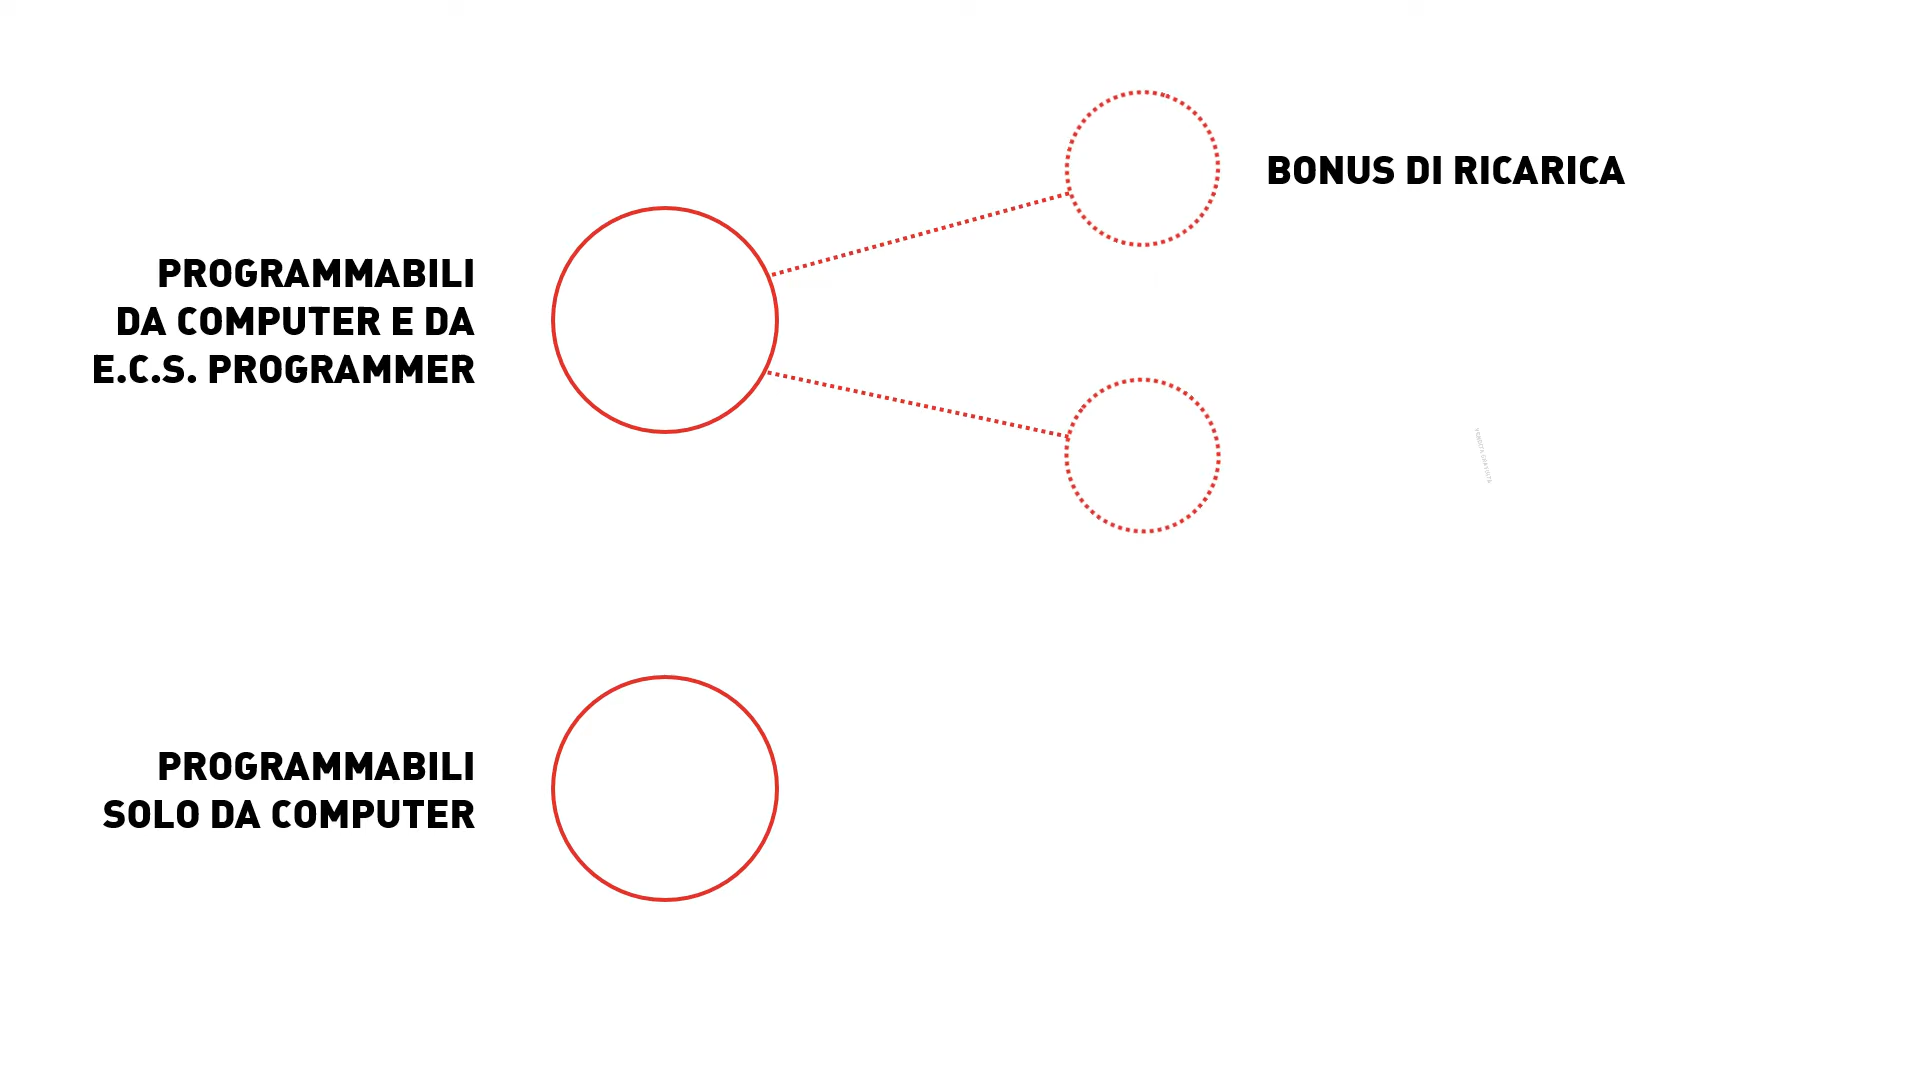 BONUS DI RICARICA
PROGRAMMABILI
DA COMPUTER E DA
E.C.S. PROGRAMMER
PROGRAMMABILI
SOLO DA COMPUTER